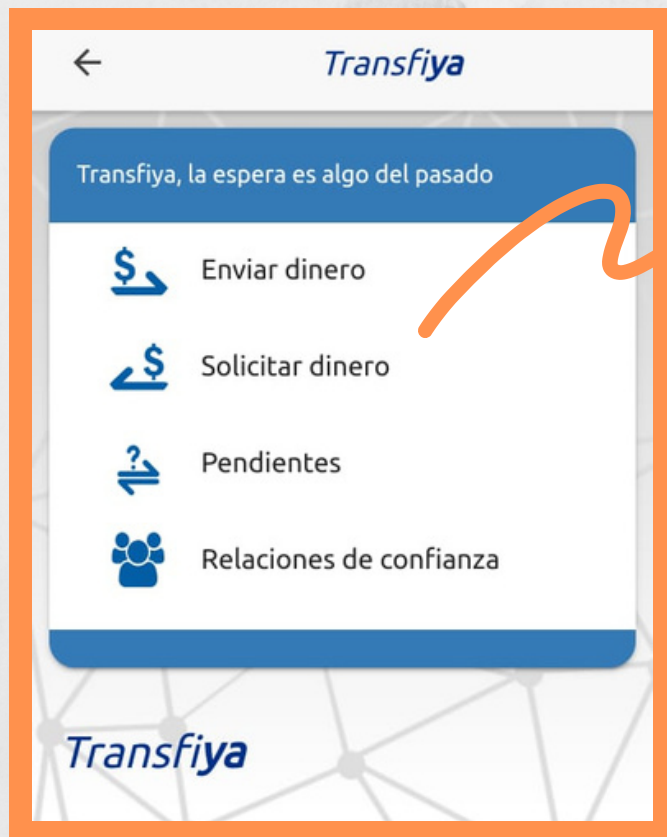 Transfiya
Transfiya, la espera es algo del pasado
Enviar dinero
Solicitar dinero
Pendientes
Relaciones de confianza
Transfiya